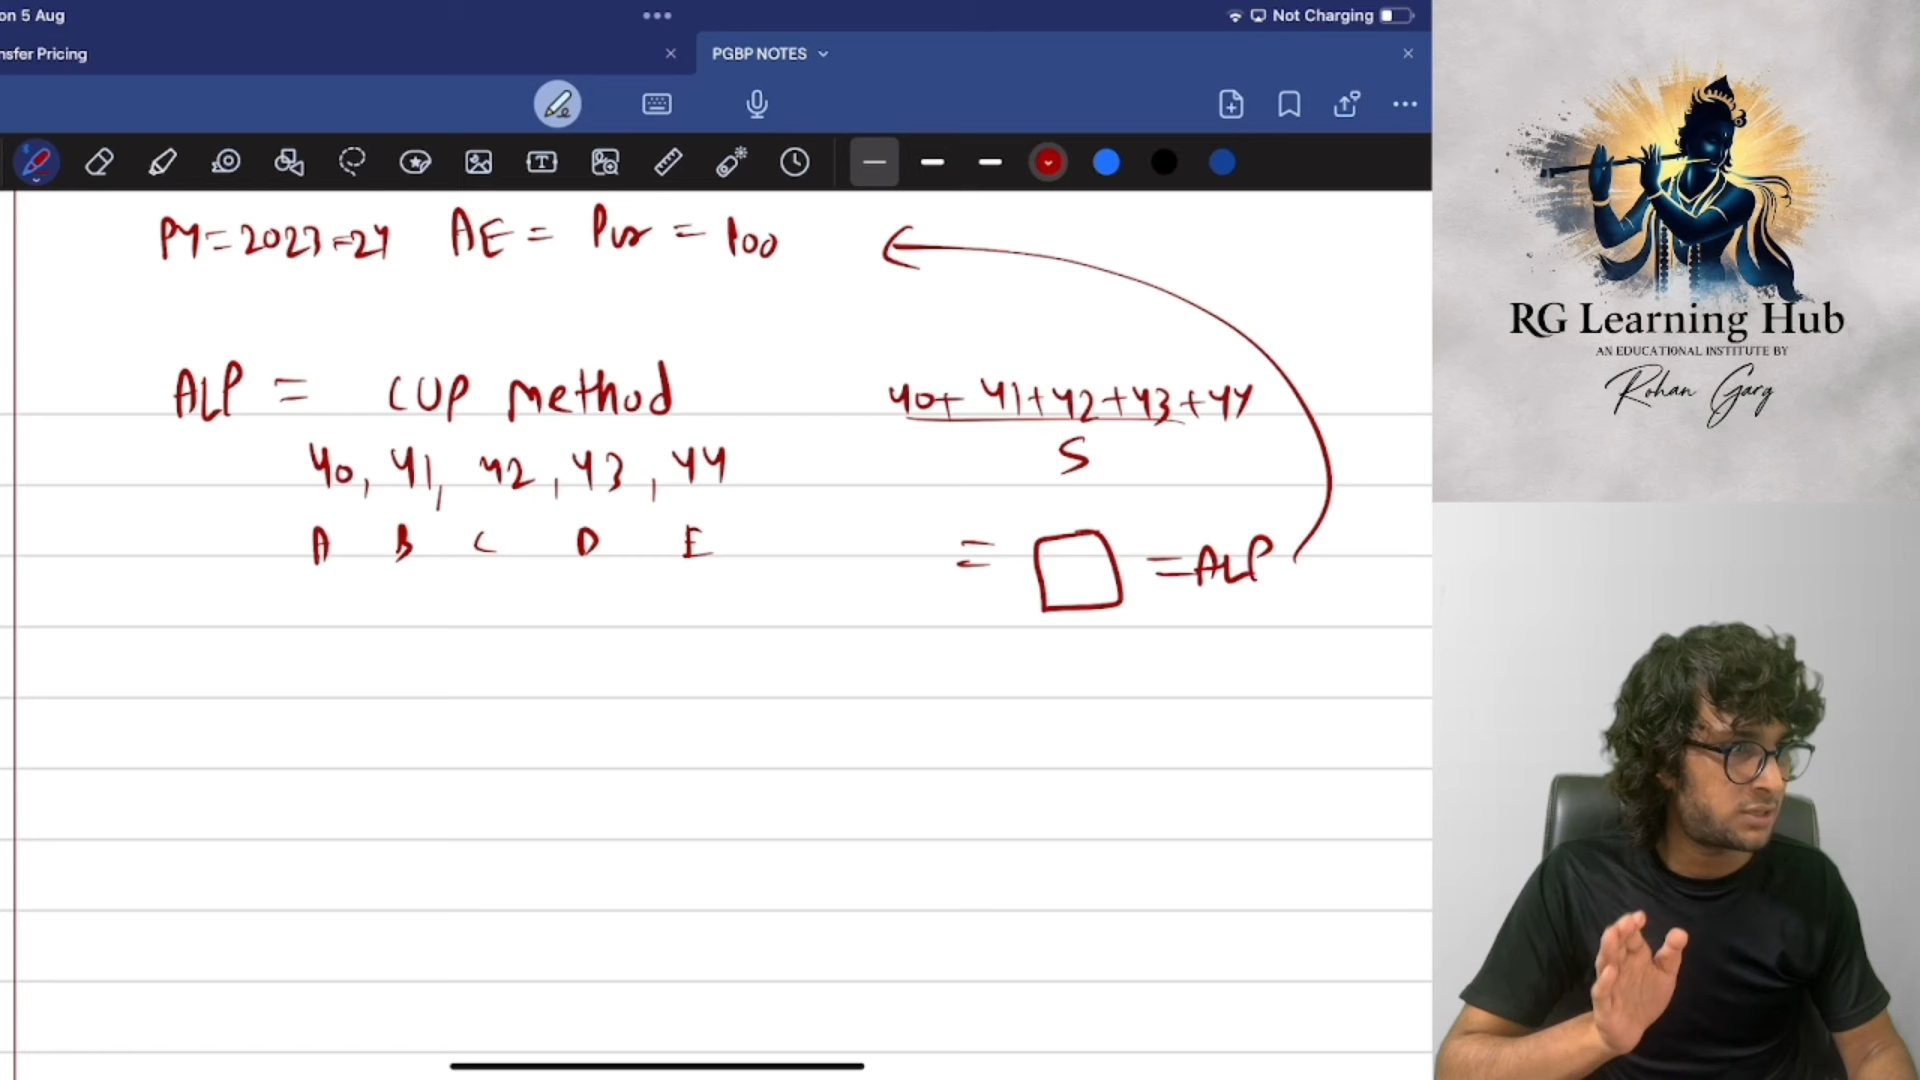 on 5 Aug
Not Charging
nsfer Pricing
PGBP NOTES
PY = 2023-24 AE = Pur = 100
ALP = CUP method
40, 41, 42, 43, 44
A B C D E
40+ 41+42+43+44
5
= = ALP
RG Learning Hub
AN EDUCATIONAL INSTITUTE BY
Rohan Garg